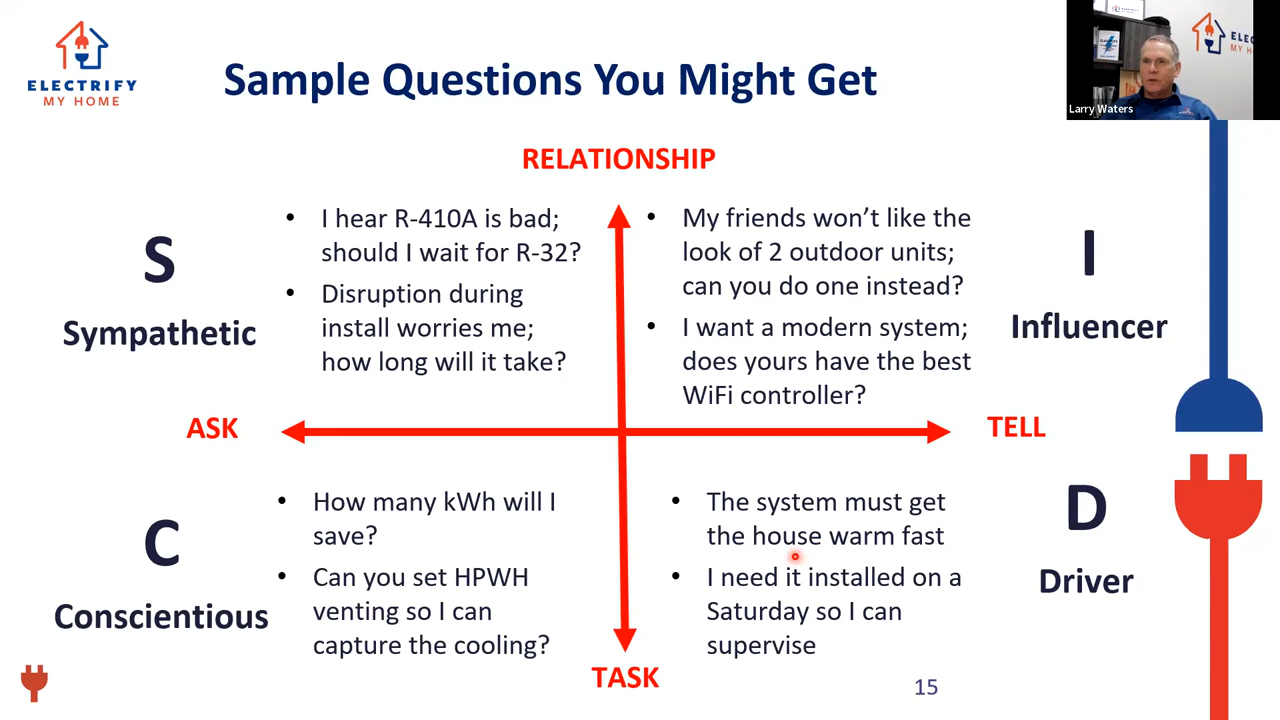 ELECTRIFY
MY HOME
Sample Questions You Might Get
Larry Waters
RELATIONSHIP
S
Sympathetic
• I hear R-410A is bad;
should I wait for R-32?
• Disruption during
install worries me;
how long will it take?
• My friends won’t like the
look of 2 outdoor units;
can you do one instead?
• I want a modern system;
does yours have the best
WiFi controller?
I
Influencer
ASK
TELL
C
Conscientious
• How many kWh will I
save?
• Can you set HPWH
venting so I can
capture the cooling?
• The system must get
the house warm fast
• I need it installed on a
Saturday so I can
supervise
D
Driver
TASK
15